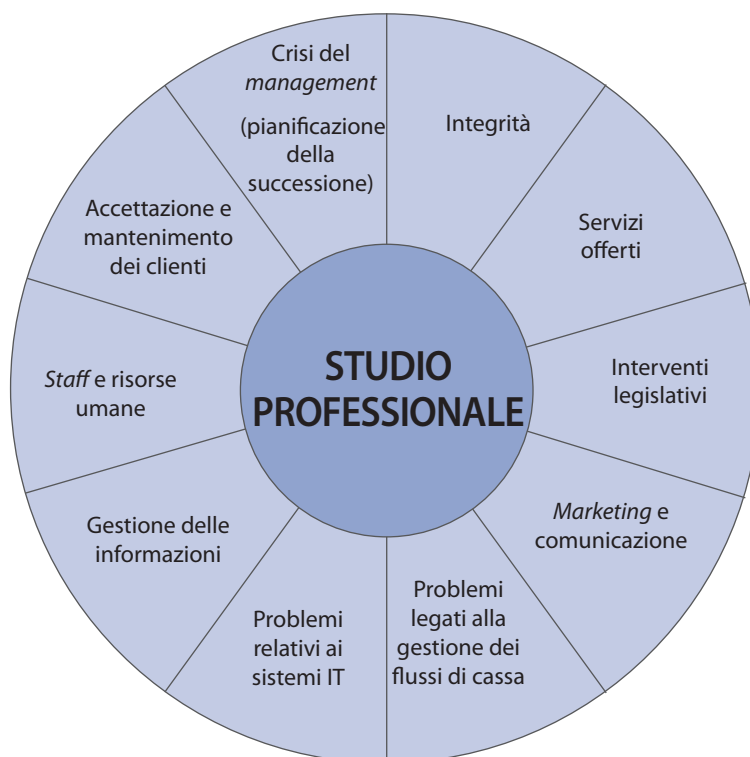 Crisi del
management
(pianificazione
della
successione)
Integrità
Servizi
offerti
Interventi
legislativi
Marketing e
comunicazione
Problemi
legati alla
gestione dei
flussi di cassa
Problemi
relativi ai
sistemi IT
Gestione delle
informazioni
Staff e risorse
umane
Accettazione e
mantenimento
dei clienti
STUDIO
PROFESSIONALE